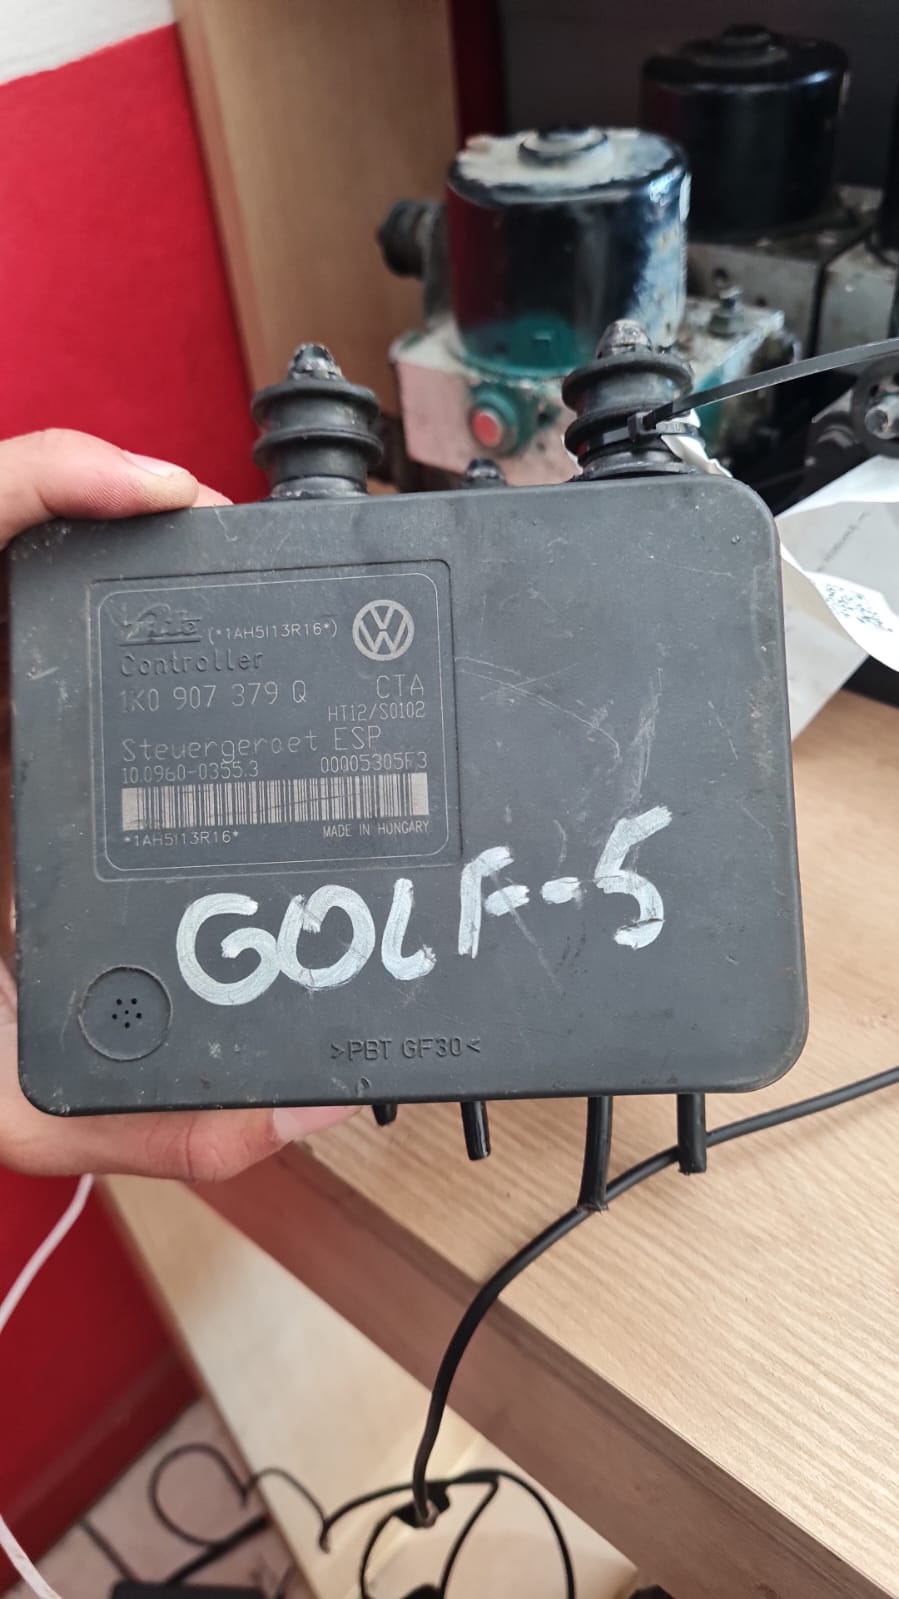 Ate (*1AH5I13R16*)
Controller
1K0 907 379 Q CTA
HT12/S0102
Steuergeraet ESP
10.0960-0355.3 00005305F3
*1AH5I13R16* MADE IN HUNGARY
GOLF-5
>PBT GF30<